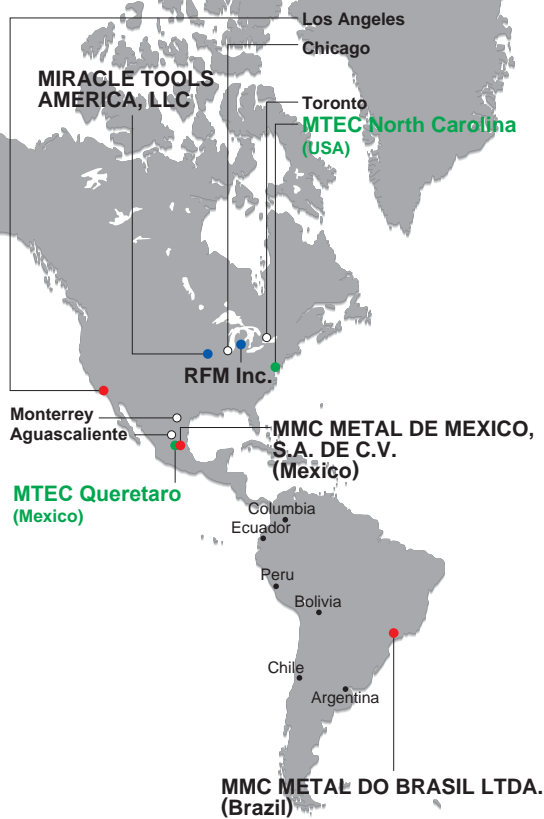 Los Angeles
Chicago
MIRACLE TOOLS
AMERICA, LLC
Toronto
MTEC North Carolina
(USA)
RFM Inc.
Monterrey
Aguascaliente
MMC METAL DE MEXICO,
S.A. DE C.V.
(Mexico)
MTEC Queretaro
(Mexico)
Columbia
Ecuador
Peru
Bolivia
Chile
Argentina
MMC METAL DO BRASIL LTDA.
(Brazil)